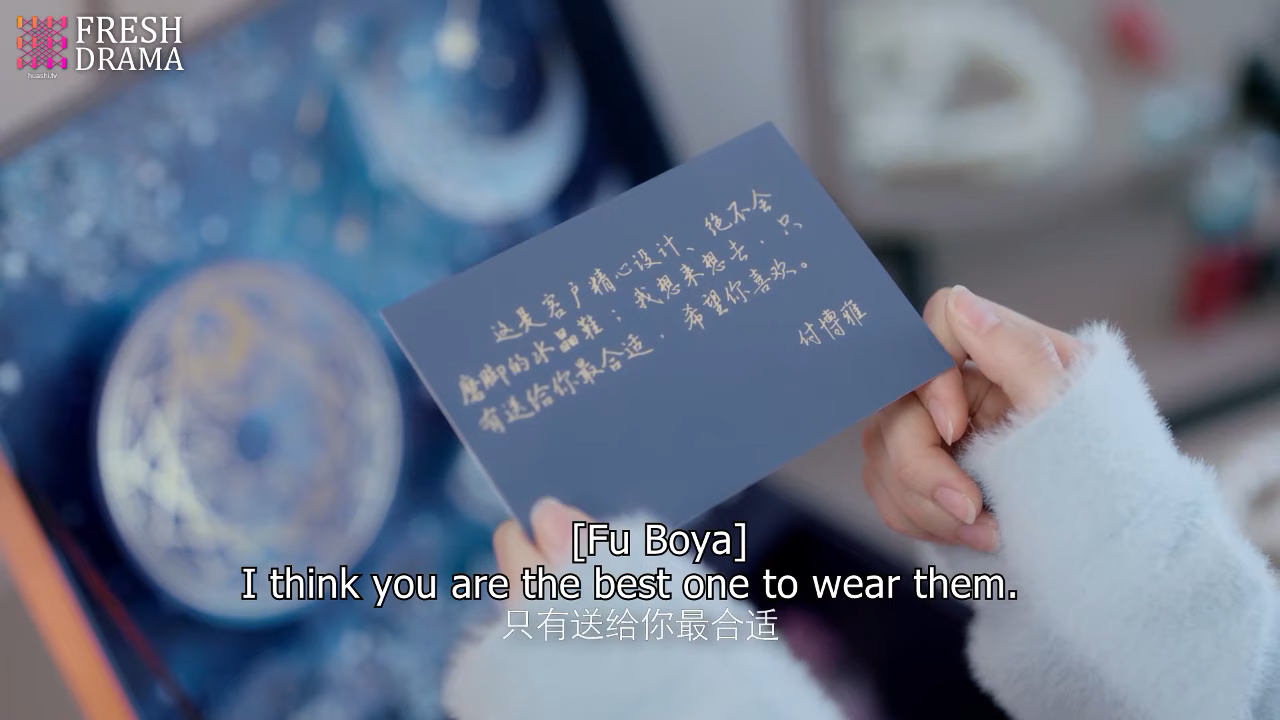 FRESH
DRAMA
huashi.tv
这是客户精心设计、绝不会
磨脚的水晶鞋；我想来想去，只
有送给你最合适，希望你喜欢。
付博雅
[Fu Boya]
I think you are the best one to wear them.
只有送给你最合适